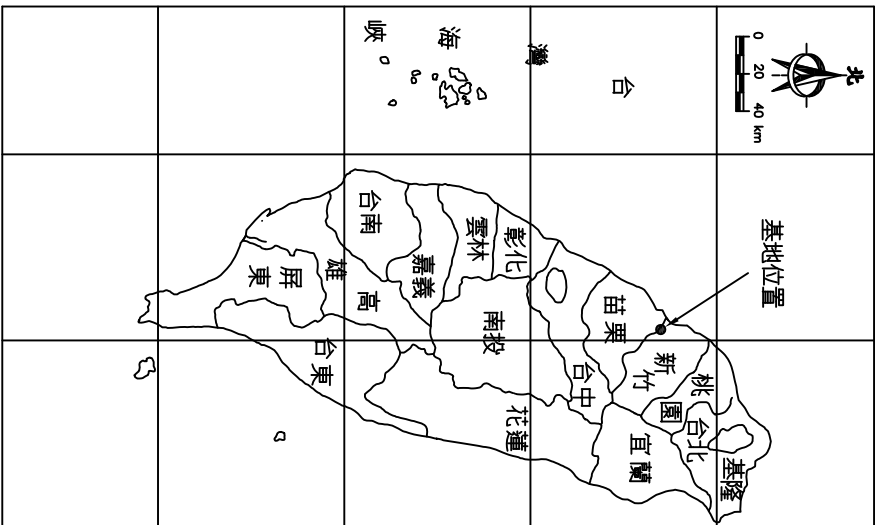 北
0 20 40 km
台灣海峽
基地位置
基隆
台北
桃園
新竹
苗栗
宜蘭
台中
彰化
南投
花蓮
雲林
嘉義
台南
高雄
屏東
台東